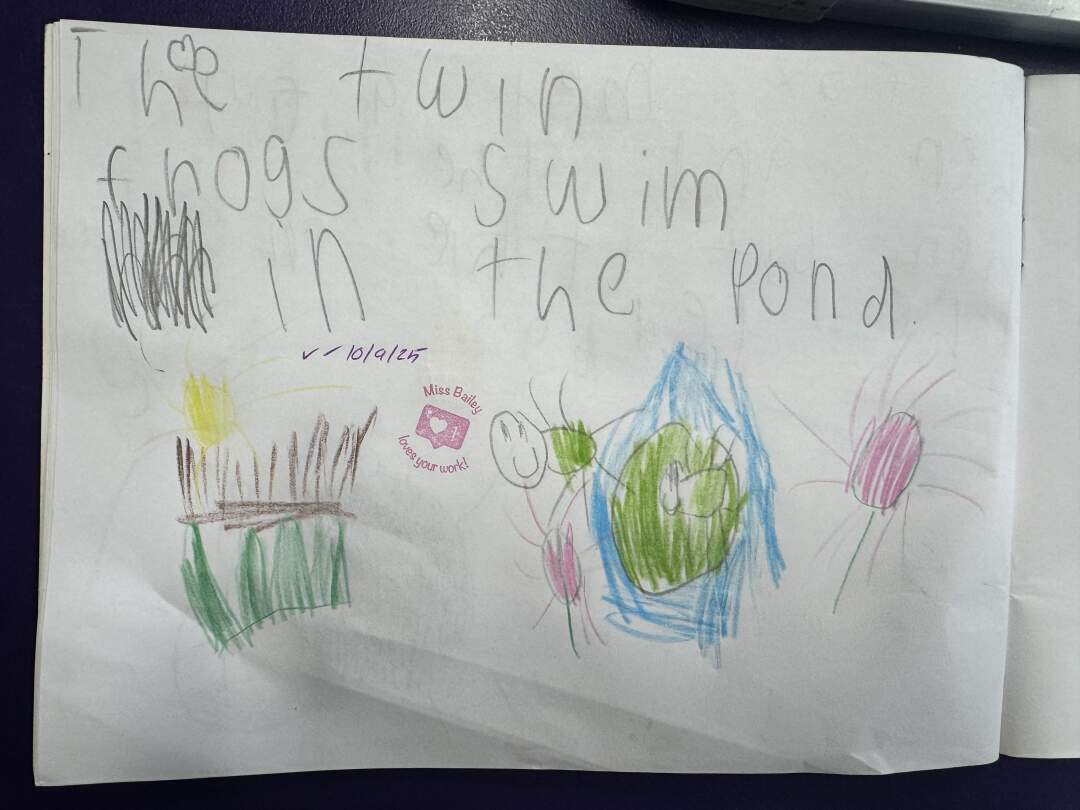 The twin
frogs swim
in the pond.
✓ ✓ 10/9/25
Miss Bailey
loves your work!